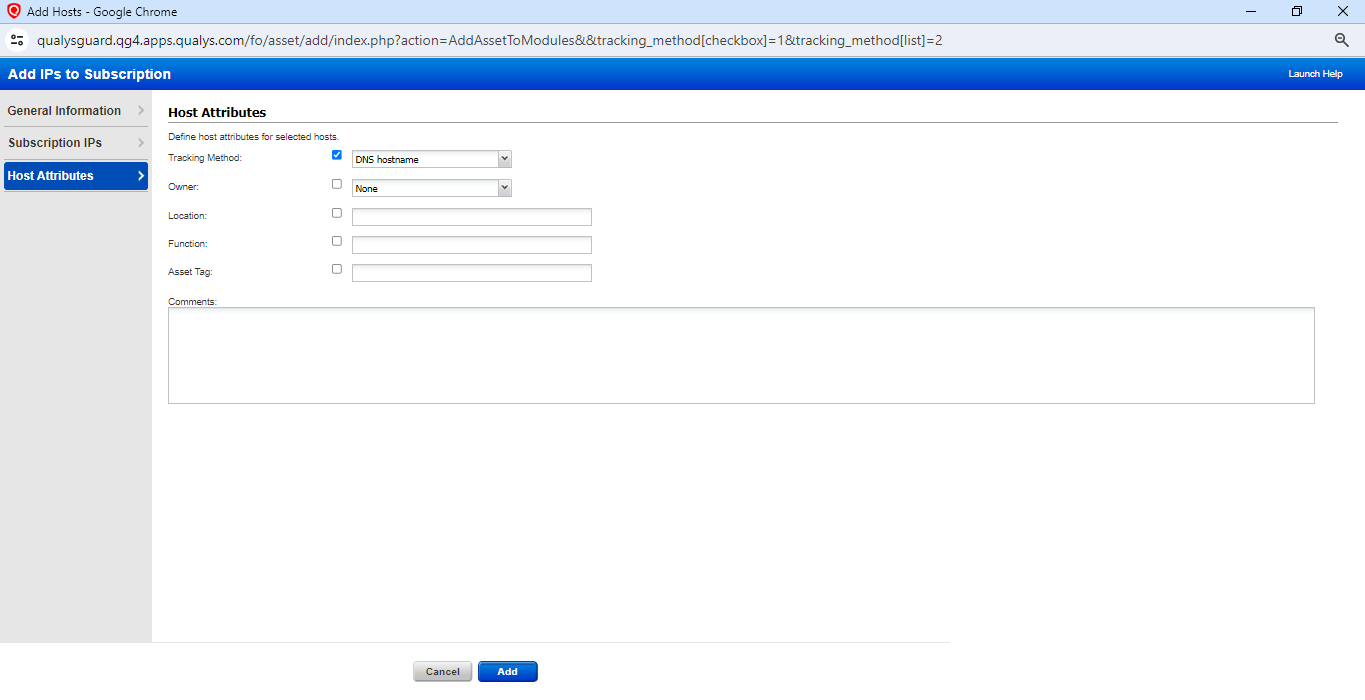 Add Hosts - Google Chrome
qualysguard.qg4.apps.qualys.com/fo/asset/add/index.php?action=AddAssetToModules&&tracking_method[checkbox]=1&tracking_method[list]=2
Add IPs to Subscription
Launch Help
General Information
Subscription IPs
Host Attributes
Host Attributes
Define host attributes for selected hosts.
Tracking Method: DNS hostname
Owner: None
Location:
Function:
Asset Tag:
Comments:
Cancel Add